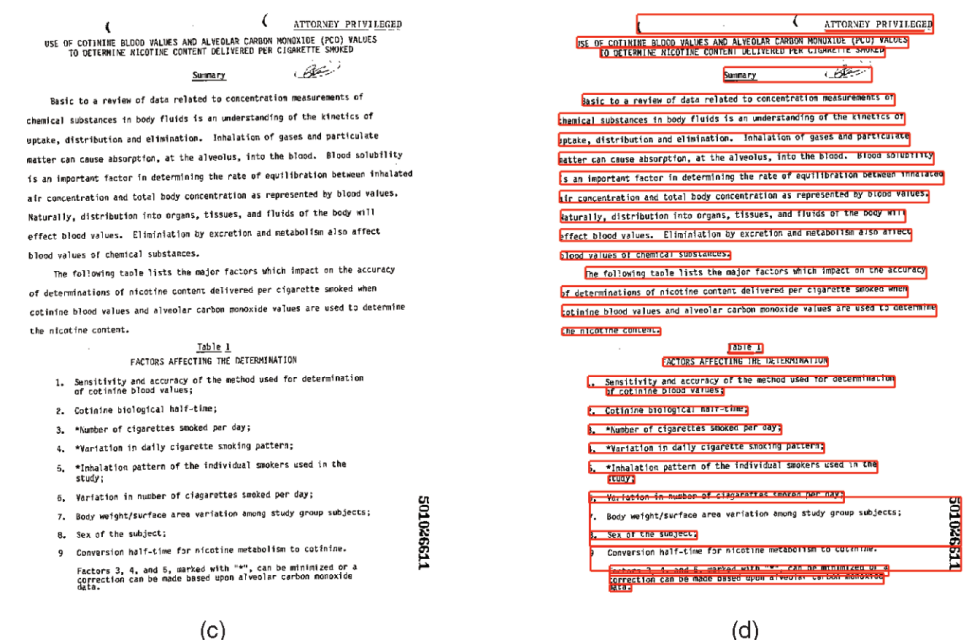 ATTORNEY PRIVILEGED
USE OF COTININE BLOOD VALUES AND ALVEOLAR CARBON MONOXIDE (PCO) VALUES
TO DETERMINE NICOTINE CONTENT DELIVERED PER CIGARETTE SMOKED
Summary
Basic to a review of data related to concentration measurements of
chemical substances in body fluids is an understanding of the kinetics of
uptake, distribution and elimination. Inhalation of gases and particulate
matter can cause absorption, at the alveolus, into the blood. Blood solubility
is an important factor in determining the rate of equilibration between inhalated
air concentration and total body concentration as represented by blood values.
Naturally, distribution into organs, tissues, and fluids of the body will
effect blood values. Eliminiation by excretion and metabolism also affect
blood values of chemical substances.
The following table lists the major factors which impact on the accuracy
of determinations of nicotine content delivered per cigarette smoked when
cotinine blood values and alveolar carbon monoxide values are used to determine
the nicotine content.
Table 1
FACTORS AFFECTING THE DETERMINATION
1. Sensitivity and accuracy of the method used for determination
of cotinine blood values;
2. Cotinine biological half-time;
3. *Number of cigarettes smoked per day;
4. *Variation in daily cigarette smoking pattern;
5. *Inhalation pattern of the individual smokers used in the
study;
6. Variation in number of ciagarettes smoked per day;
7. Body weight/surface area variation among study group subjects;
8. Sex of the subject;
9 Conversion half-time for nicotine metabolism to cotinine.
Factors 3, 4, and 5, marked with "*", can be minimized or a
correction can be made based upon alveolar carbon monoxide
data.
501026611
(c)
ATTORNEY PRIVILEGED
USE OF COTININE BLOOD VALUES AND ALVEOLAR CARBON MONOXIDE (PCO) VALUES
TO DETERMINE NICOTINE CONTENT DELIVERED PER CIGARETTE SMOKED
Summary
Basic to a review of data related to concentration measurements of
chemical substances in body fluids is an understanding of the kinetics of
uptake, distribution and elimination. Inhalation of gases and particulate
matter can cause absorption, at the alveolus, into the blood. Blood solubility
is an important factor in determining the rate of equilibration between inhalated
air concentration and total body concentration as represented by blood values.
Naturally, distribution into organs, tissues, and fluids of the body will
effect blood values. Eliminiation by excretion and metabolism also affect
blood values of chemical substances.
The following table lists the major factors which impact on the accuracy
of determinations of nicotine content delivered per cigarette smoked when
cotinine blood values and alveolar carbon monoxide values are used to determine
the nicotine content.
Table 1
FACTORS AFFECTING THE DETERMINATION
. Sensitivity and accuracy of the method used for determination
of cotinine blood values;
. Cotinine biological half-time;
. *Number of cigarettes smoked per day;
. *Variation in daily cigarette smoking pattern;
. *Inhalation pattern of the individual smokers used in the
study;
. Variation in number of ciagarettes smoked per day;
. Body weight/surface area variation among study group subjects;
. Sex of the subject;
9 Conversion half-time for nicotine metabolism to cotinine.
Factors 3, 4, and 5, marked with "*", can be minimized or a
correction can be made based upon alveolar carbon monoxide
data.
501026611
(d)